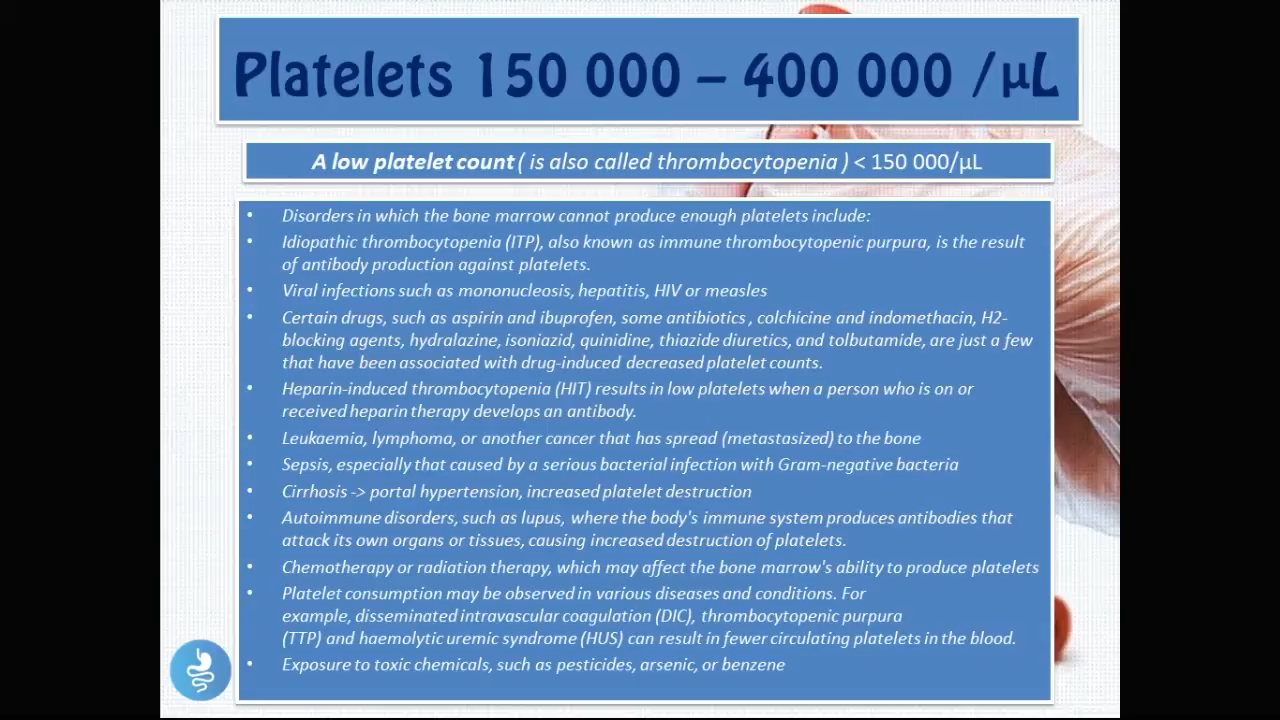 Platelets 150 000 – 400 000 /μL
A low platelet count ( is also called thrombocytopenia ) < 150 000/μL
• Disorders in which the bone marrow cannot produce enough platelets include:
• Idiopathic thrombocytopenia (ITP), also known as immune thrombocytopenic purpura, is the result
of antibody production against platelets.
• Viral infections such as mononucleosis, hepatitis, HIV or measles
• Certain drugs, such as aspirin and ibuprofen, some antibiotics , colchicine and indomethacin, H2-
blocking agents, hydralazine, isoniazid, quinidine, thiazide diuretics, and tolbutamide, are just a few
that have been associated with drug-induced decreased platelet counts.
• Heparin-induced thrombocytopenia (HIT) results in low platelets when a person who is on or
received heparin therapy develops an antibody.
• Leukaemia, lymphoma, or another cancer that has spread (metastasized) to the bone
• Sepsis, especially that caused by a serious bacterial infection with Gram-negative bacteria
• Cirrhosis -> portal hypertension, increased platelet destruction
• Autoimmune disorders, such as lupus, where the body's immune system produces antibodies that
attack its own organs or tissues, causing increased destruction of platelets.
• Chemotherapy or radiation therapy, which may affect the bone marrow's ability to produce platelets
• Platelet consumption may be observed in various diseases and conditions. For
example, disseminated intravascular coagulation (DIC), thrombocytopenic purpura
(TTP) and haemolytic uremic syndrome (HUS) can result in fewer circulating platelets in the blood.
• Exposure to toxic chemicals, such as pesticides, arsenic, or benzene